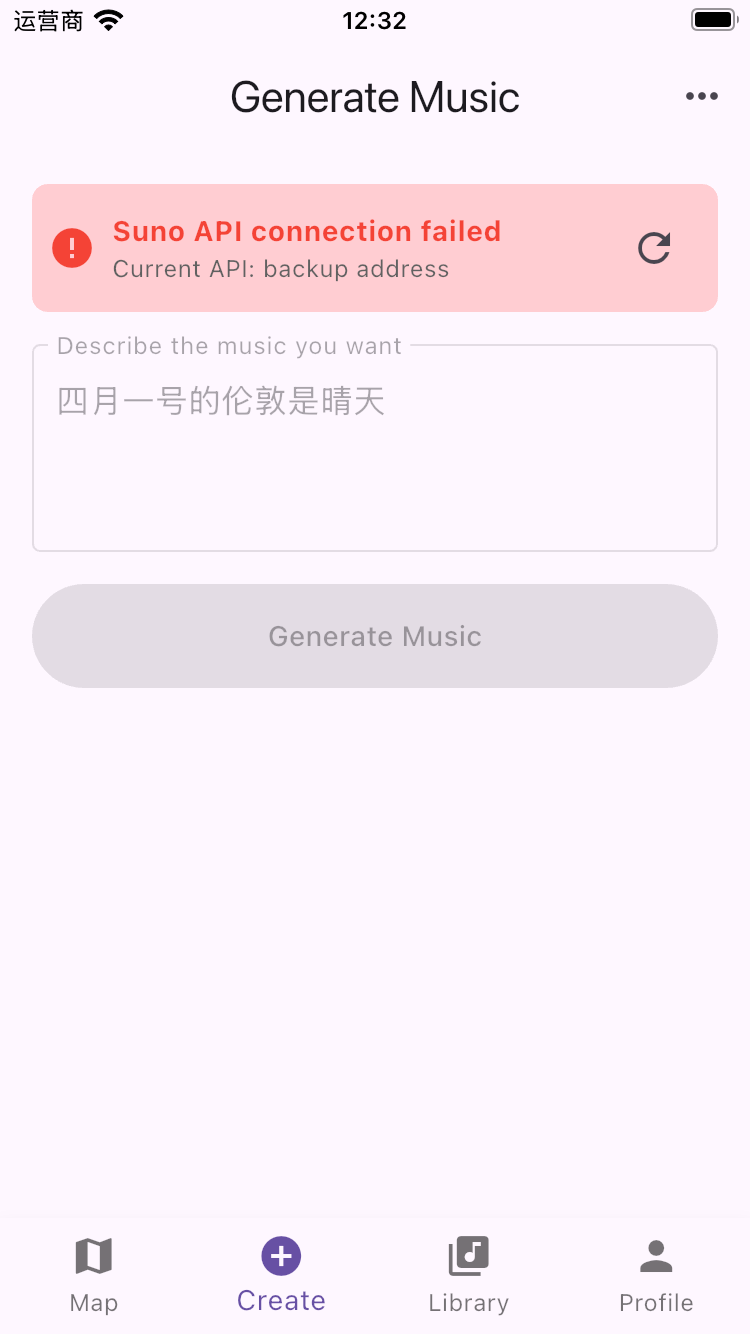 运营商
12:32
Generate Music
Suno API connection failed
Current API: backup address
Describe the music you want
四月一号的伦敦是晴天
Generate Music
Map
Create
Library
Profile